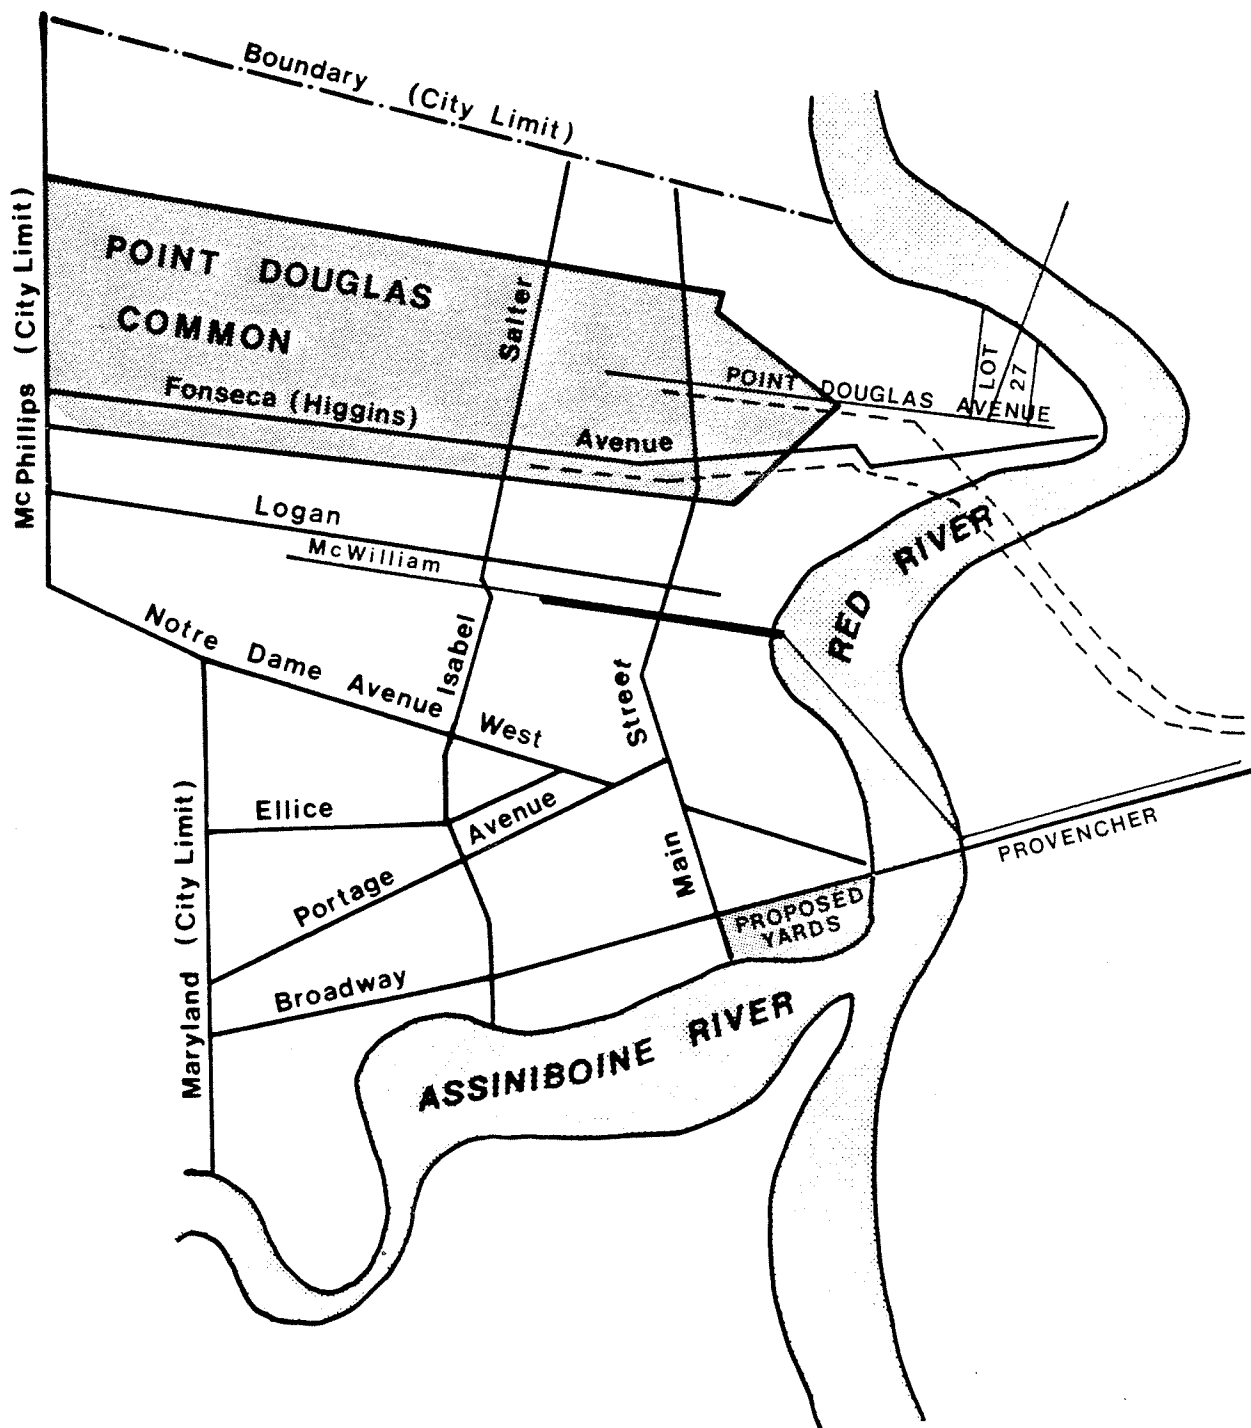 Boundary (City Limit)
McPhillips (City Limit)
POINT DOUGLAS
COMMON
Salter
Fonseca (Higgins)
Avenue
POINT DOUGLAS AVENUE
LOT
27
Logan
McWilliam
RED RIVER
Notre Dame Avenue West
Isabel
Street
Main
Ellice
Avenue
Portage
Maryland (City Limit)
PROVENCHER
PROPOSED
YARDS
Broadway
ASSINIBOINE RIVER